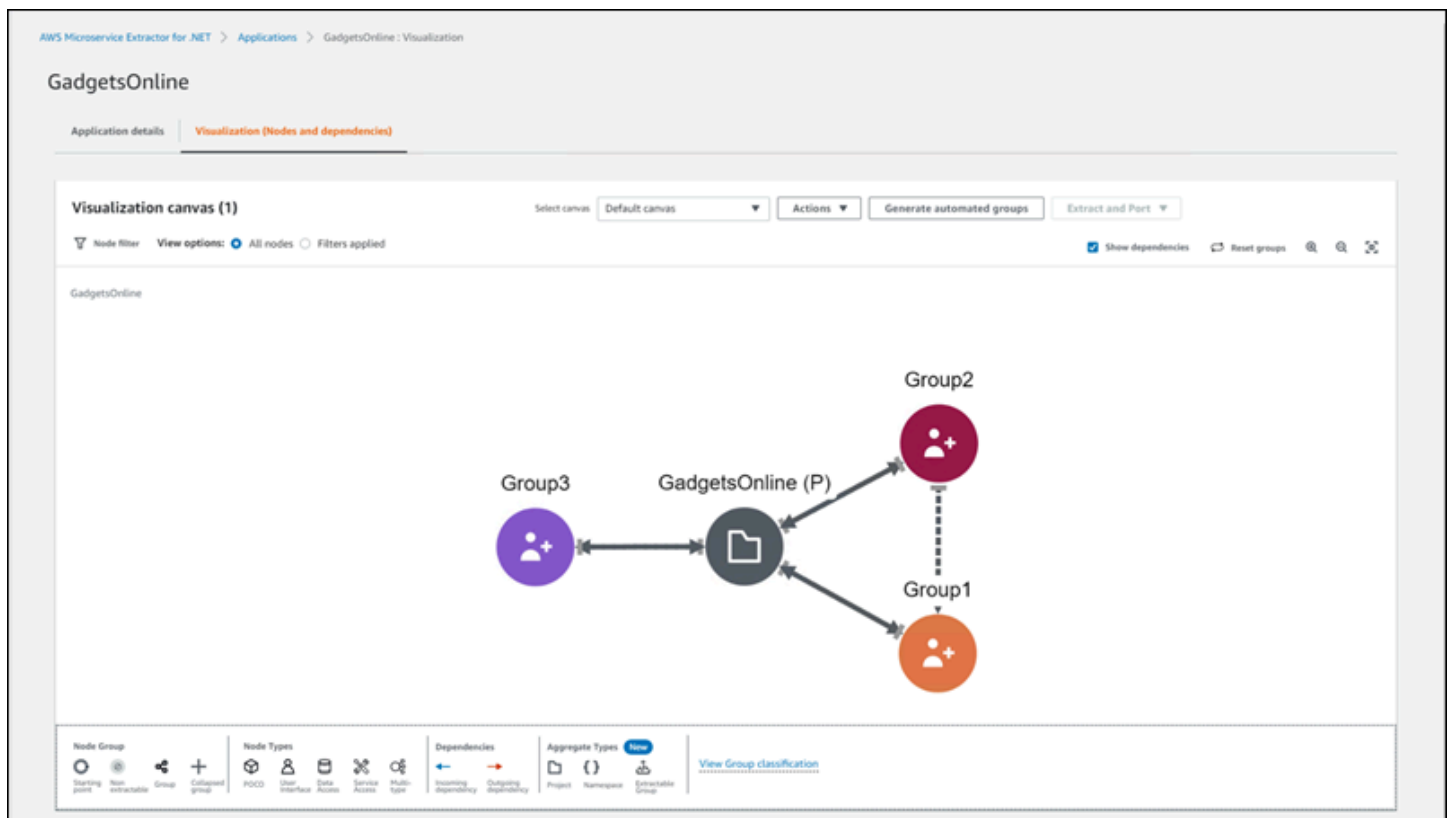 AWS Microservice Extractor for .NET > Applications > GadgetsOnline : Visualization
GadgetsOnline
Application details Visualization (Nodes and dependencies)
Visualization canvas (1) Select canvas Default canvas Actions Generate automated groups Extract and Port
Node filter View options: All nodes Filters applied Show dependencies Reset groups
GadgetsOnline
Group2
Group3 GadgetsOnline (P)
Group1
Node Group Node Types Dependencies Aggregate Types New
View Group classification
Starting Non Group Collapsed POCO User Data Service Multi- Incoming Outgoing Project Namespace Extractable
point extractable group Interface Access Access type dependency dependency Group